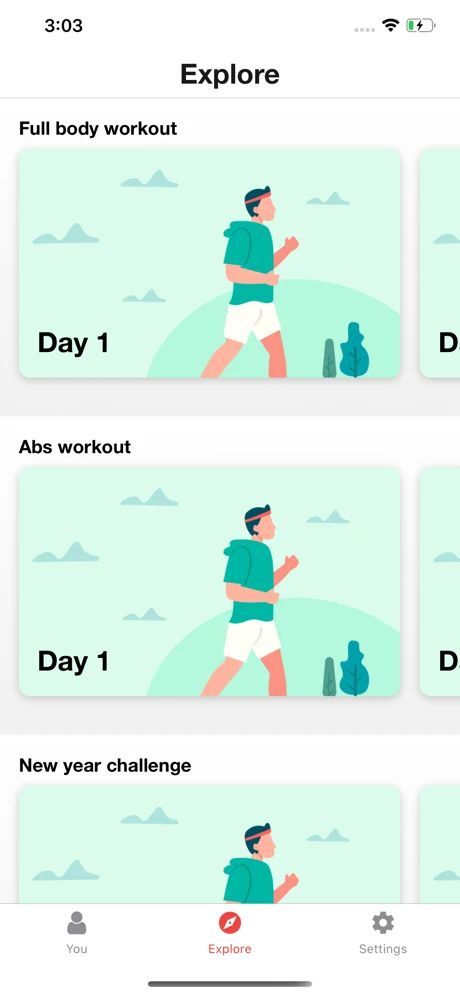 3:03
Explore
Full body workout
Day 1
D
Abs workout
Day 1
D
New year challenge
You
Explore
Settings